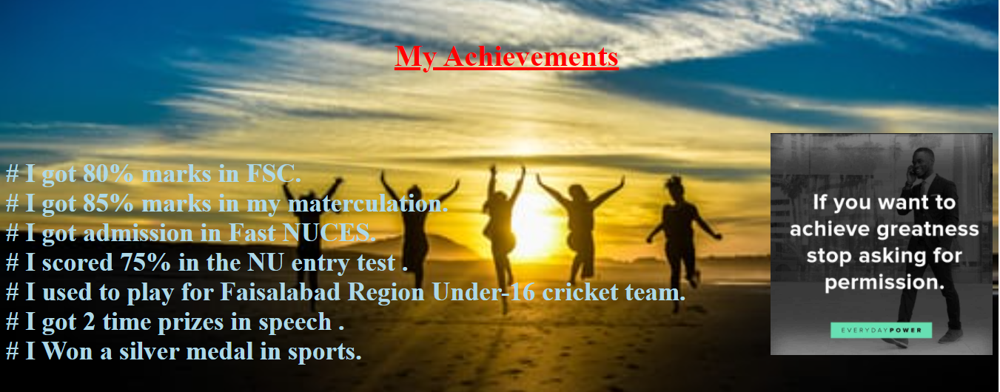 My Achievements
# I got 80% marks in FSC.
# I got 85% marks in my materculation.
# I got admission in Fast NUCES.
# I scored 75% in the NU entry test .
# I used to play for Faisalabad Region Under-16 cricket team.
# I got 2 time prizes in speech .
# I Won a silver medal in sports.
If you want to
achieve greatness
stop asking for
permission.
EVERYDAYPOWER